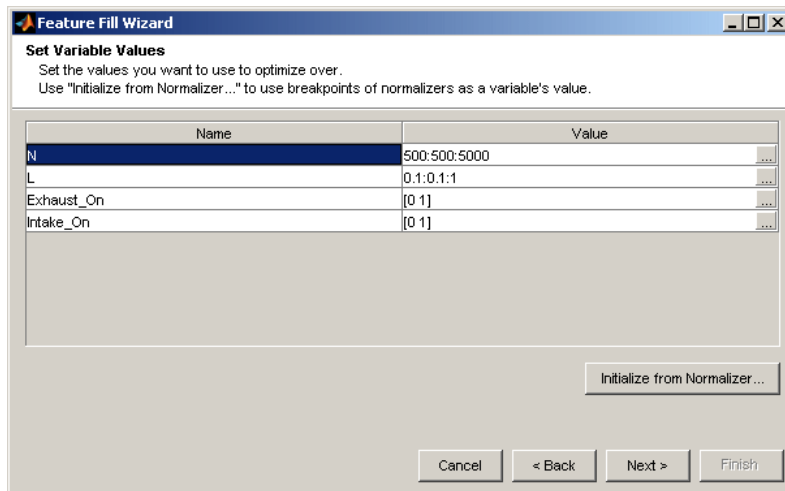 Feature Fill Wizard
Set Variable Values
Set the values you want to use to optimize over.
Use "Initialize from Normalizer..." to use breakpoints of normalizers as a variable's value.
Name Value
N 500:500:5000 ...
L 0.1:0.1:1 ...
Exhaust_On [0 1] ...
Intake_On [0 1] ...
Initialize from Normalizer...
Cancel < Back Next > Finish